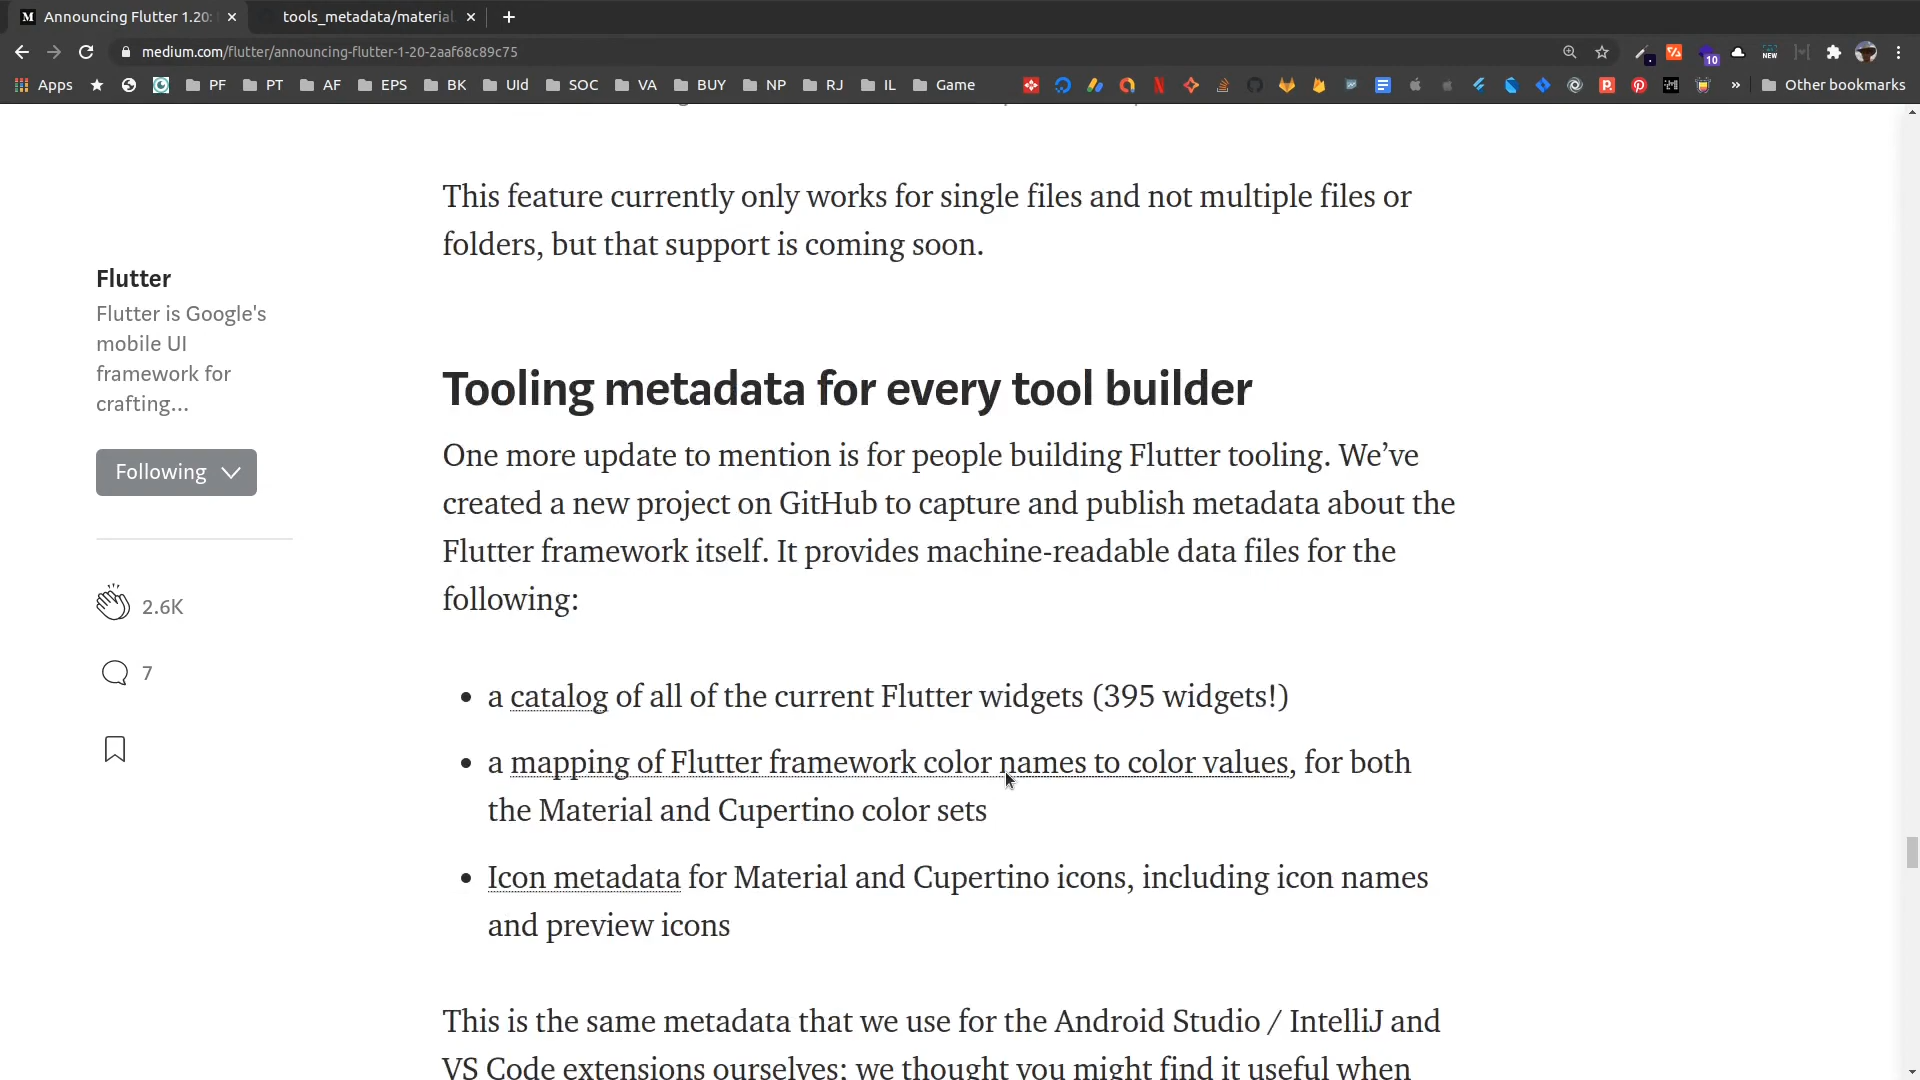 Announcing Flutter 1.20:
tools_metadata/material
medium.com/flutter/announcing-flutter-1-20-2aaf68c89c75
10
NEW
Apps
PF
PT
AF
EPS
BK
UId
SOC
VA
BUY
NP
RJ
IL
Game
Other bookmarks
This feature currently only works for single files and not multiple files or
folders, but that support is coming soon.
Flutter
Flutter is Google's
mobile UI
framework for
crafting...
Following
2.6K
7
Tooling metadata for every tool builder
One more update to mention is for people building Flutter tooling. We’ve
created a new project on GitHub to capture and publish metadata about the
Flutter framework itself. It provides machine-readable data files for the
following:
• a catalog of all of the current Flutter widgets (395 widgets!)
• a mapping of Flutter framework color names to color values, for both
the Material and Cupertino color sets
• Icon metadata for Material and Cupertino icons, including icon names
and preview icons
This is the same metadata that we use for the Android Studio / IntelliJ and
VS Code extensions ourselves; we thought you might find it useful when